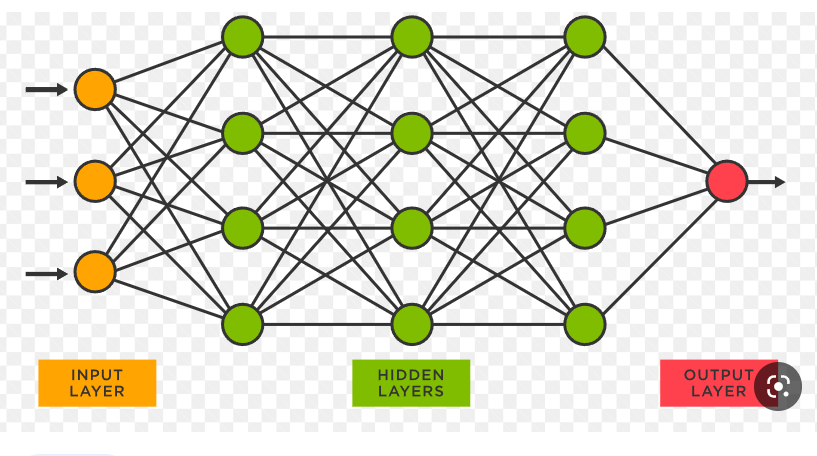 INPUT
LAYER
HIDDEN
LAYERS
OUTPUT
LAYER